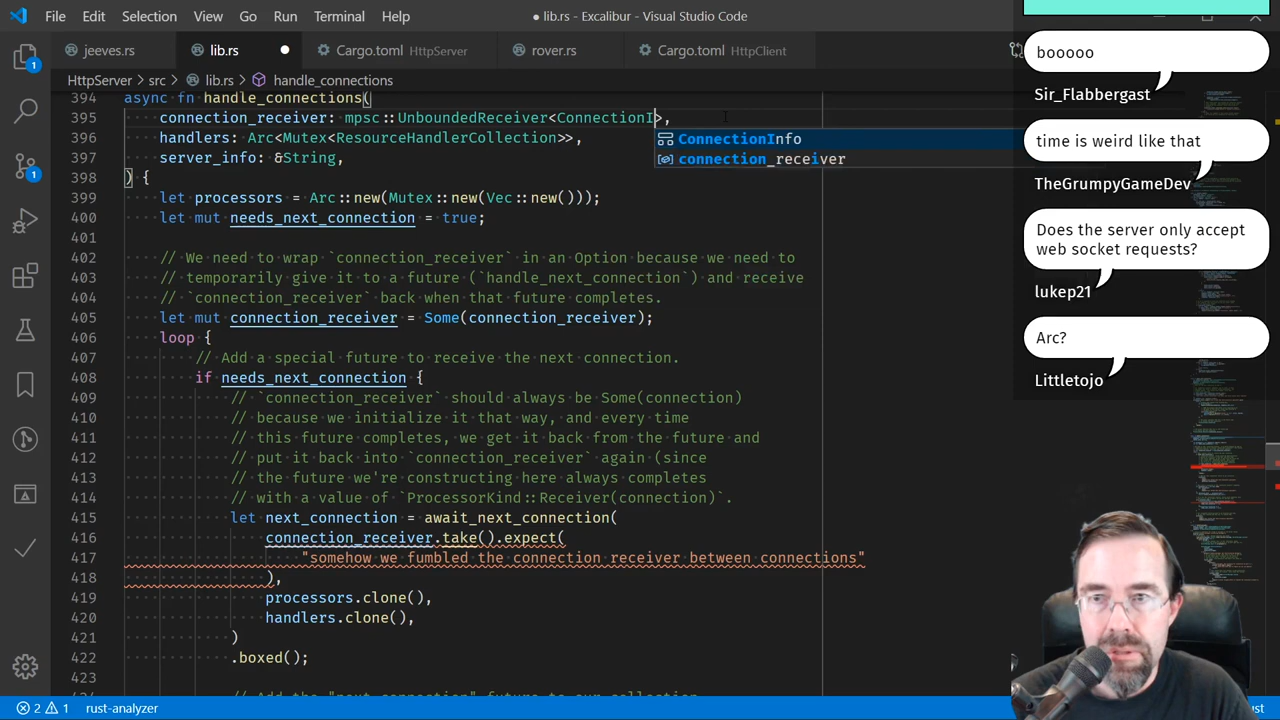 File Edit Selection View Go Run Terminal Help
● lib.rs - Excalibur - Visual Studio Code
jeeves.rs lib.rs ● Cargo.toml HttpServer rover.rs Cargo.toml HttpClient
HttpServer > src > lib.rs > handle_connections
394 async fn handle_connections(
395 connection_receiver: mpsc::UnboundedReceiver<ConnectionI>,
ConnectionInfo
connection_receiver
396 handlers: Arc<Mutex<ResourceHandlerCollection>>,
397 server_info: &String,
398 ) {
399 let processors = Arc::new(Mutex::new(Vec::new()));
400 let mut needs_next_connection = true;
401
402 // We need to wrap `connection_receiver` in an Option because we need to
403 // temporarily give it to a future (`handle_next_connection`) and receive
404 // `connection_receiver` back when that future completes.
405 let mut connection_receiver = Some(connection_receiver);
406 loop {
407 // Add a special future to receive the next connection.
408 if needs_next_connection {
409 // `connection_receiver` should always be Some(connection)
410 // because we initialize it the way, and every time
411 // this future completes, we get it back from the future and
412 // put it back into `connection_receiver` again (since
413 // the future we're constructing here always completes
414 // with a value of `ProcessorKind::Receiver(connection)`.
415 let next_connection = await_next_connection(
416 connection_receiver.take().expect(
417 "somehow we fumbled the connection receiver between connections"
418 ),
419 processors.clone(),
420 handlers.clone(),
421 )
422 .boxed();
423
booooo
Sir_Flabbergast
time is weird like that
TheGrumpyGameDev
Does the server only accept
web socket requests?
lukep21
Arc?
Littletojo
1
1
2 1 rust-analyzer